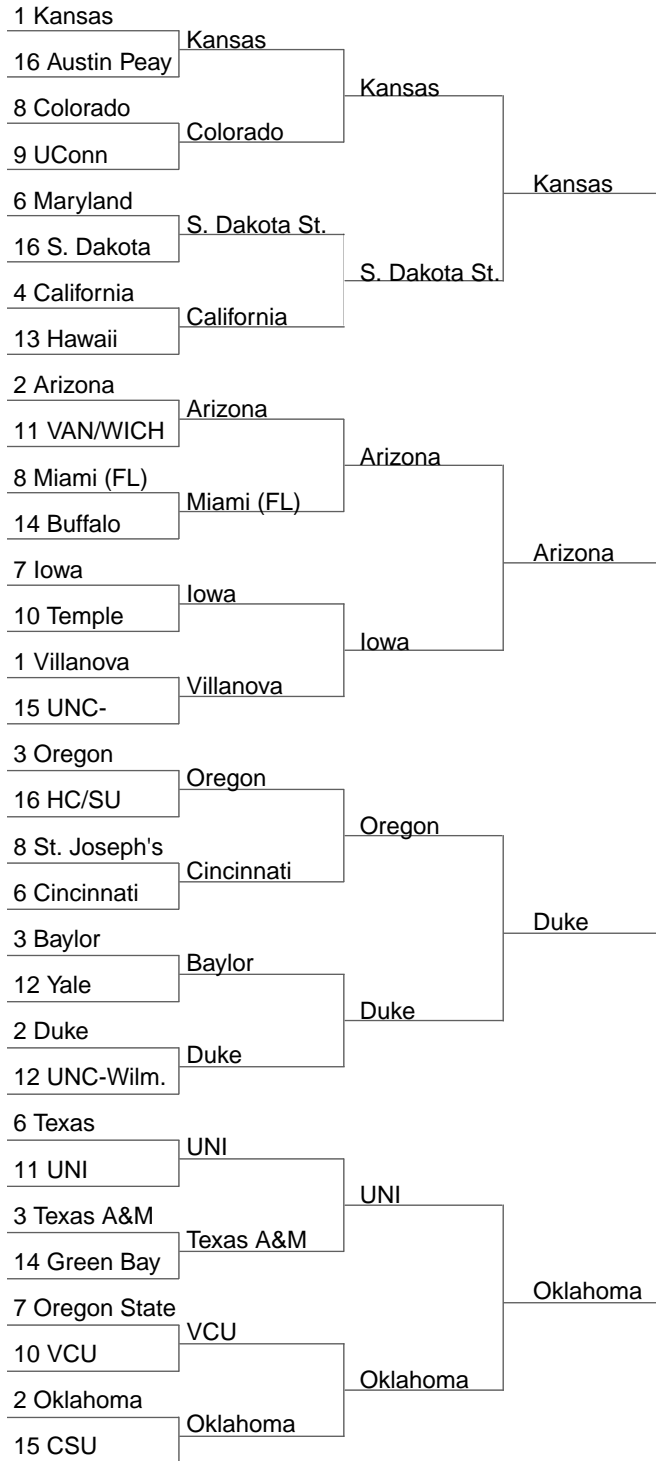 1 Kansas
16 Austin Peay
8 Colorado
9 UConn
6 Maryland
16 S. Dakota
4 California
13 Hawaii
2 Arizona
11 VAN/WICH
8 Miami (FL)
14 Buffalo
7 Iowa
10 Temple
1 Villanova
15 UNC-
3 Oregon
16 HC/SU
8 St. Joseph's
6 Cincinnati
3 Baylor
12 Yale
2 Duke
12 UNC-Wilm.
6 Texas
11 UNI
3 Texas A&M
14 Green Bay
7 Oregon State
10 VCU
2 Oklahoma
15 CSU
Kansas
Colorado
S. Dakota St.
California
Arizona
Miami (FL)
Iowa
Villanova
Oregon
Cincinnati
Baylor
Duke
UNI
Texas A&M
VCU
Oklahoma
Kansas
S. Dakota St.
Arizona
Iowa
Oregon
Duke
UNI
Oklahoma
Kansas
Arizona
Duke
Oklahoma